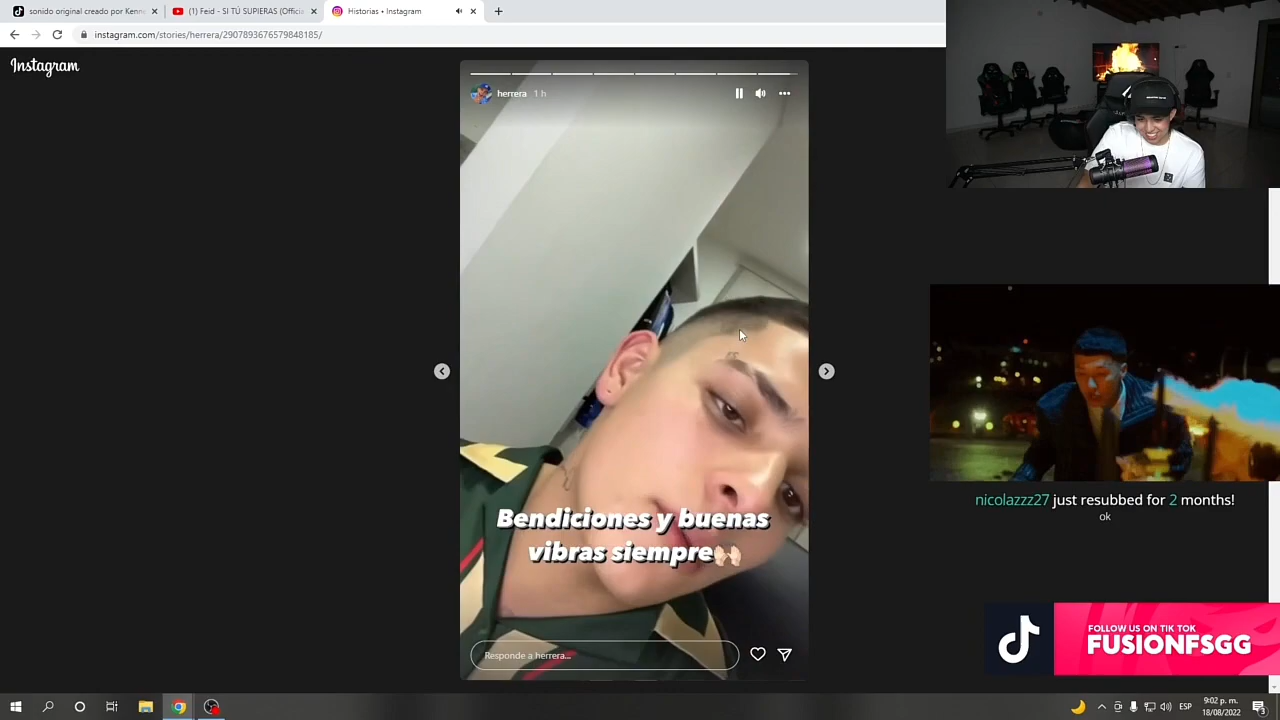 sonido original creado por Kenne
(1) Feid - SI TÚ SUPIERAS (Officia
Historias • Instagram
instagram.com/stories/herrera/2907893676579848185/
Instagram
herrera 1 h
Bendiciones y buenas
vibras siempre🙌🏻
Responde a herrera...
nicolazzz27 just resubbed for 2 months!
ok
FOLLOW US ON TIK TOK
FUSIONFSGG
ESP
9:02 p. m.
18/08/2022